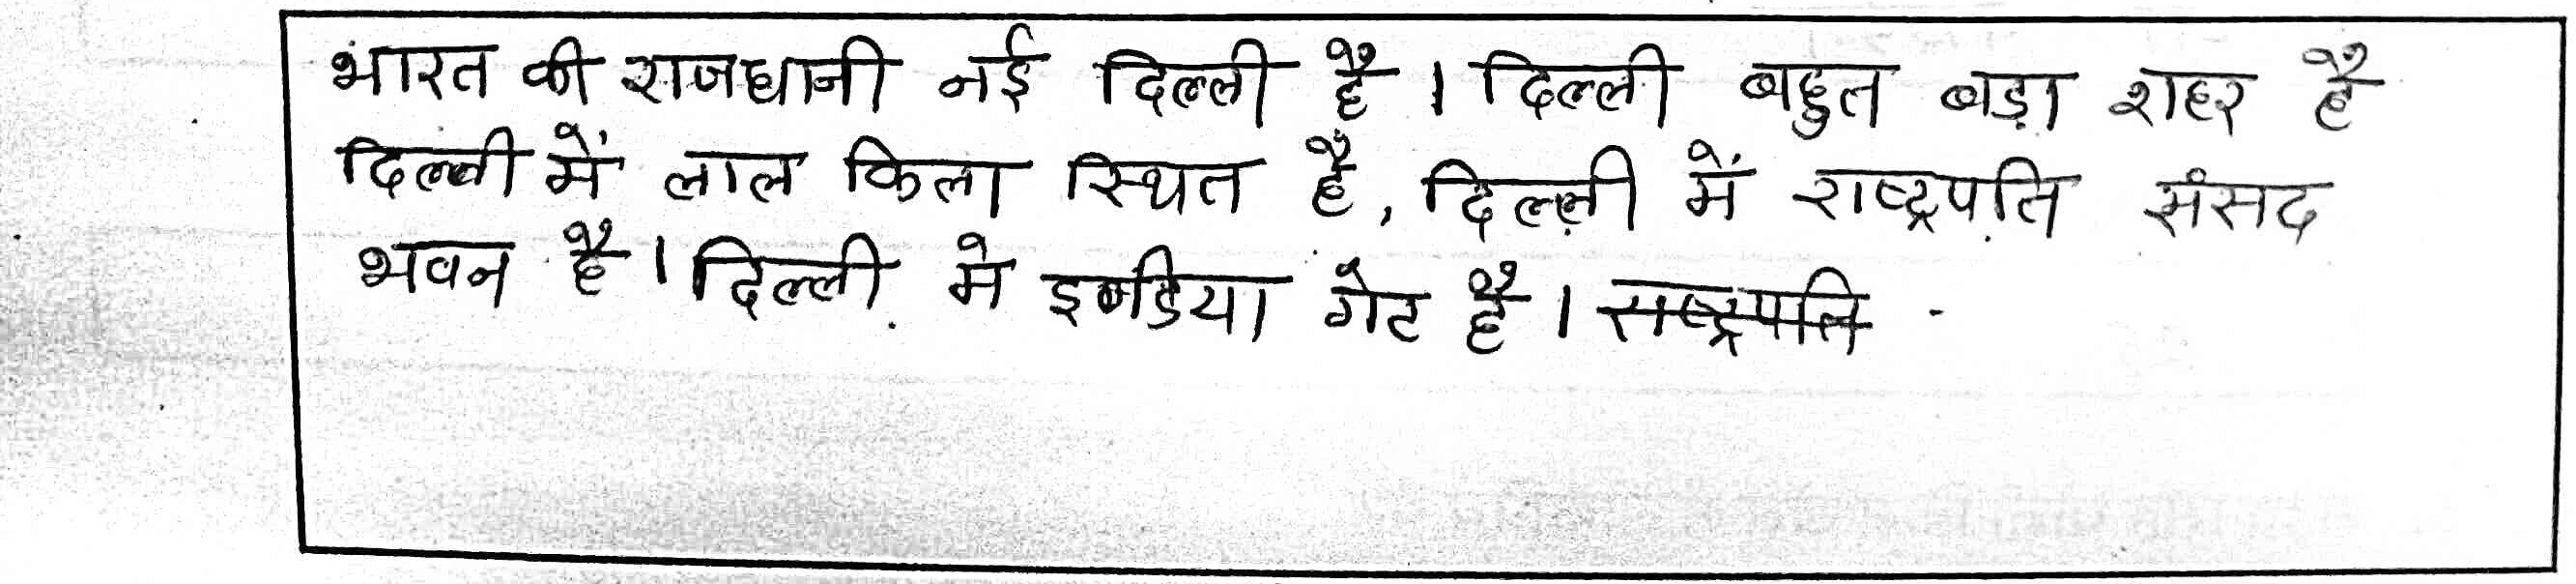 भारत की राजधानी नई दिल्ली है। दिल्ली बहुत बड़ा शहर है
दिल्ली में लाल किला स्थित है, दिल्ली में राष्ट्रपति संसद
भवन है। दिल्ली मे इण्डिया गेट है। राष्ट्रपति